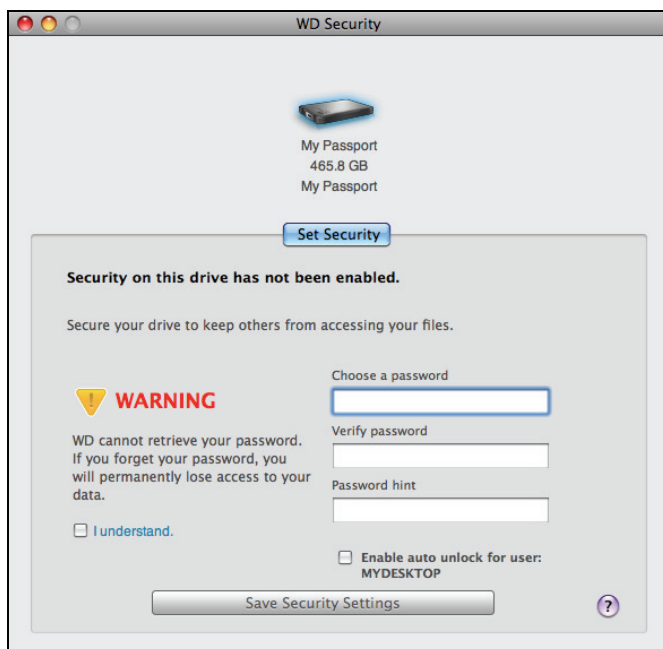 WD Security
My Passport
465.8 GB
My Passport
Set Security
Security on this drive has not been enabled.
Secure your drive to keep others from accessing your files.
WARNING
WD cannot retrieve your password.
If you forget your password, you
will permanently lose access to your
data.
I understand.
Choose a password
Verify password
Password hint
Enable auto unlock for user:
MYDESKTOP
Save Security Settings
?